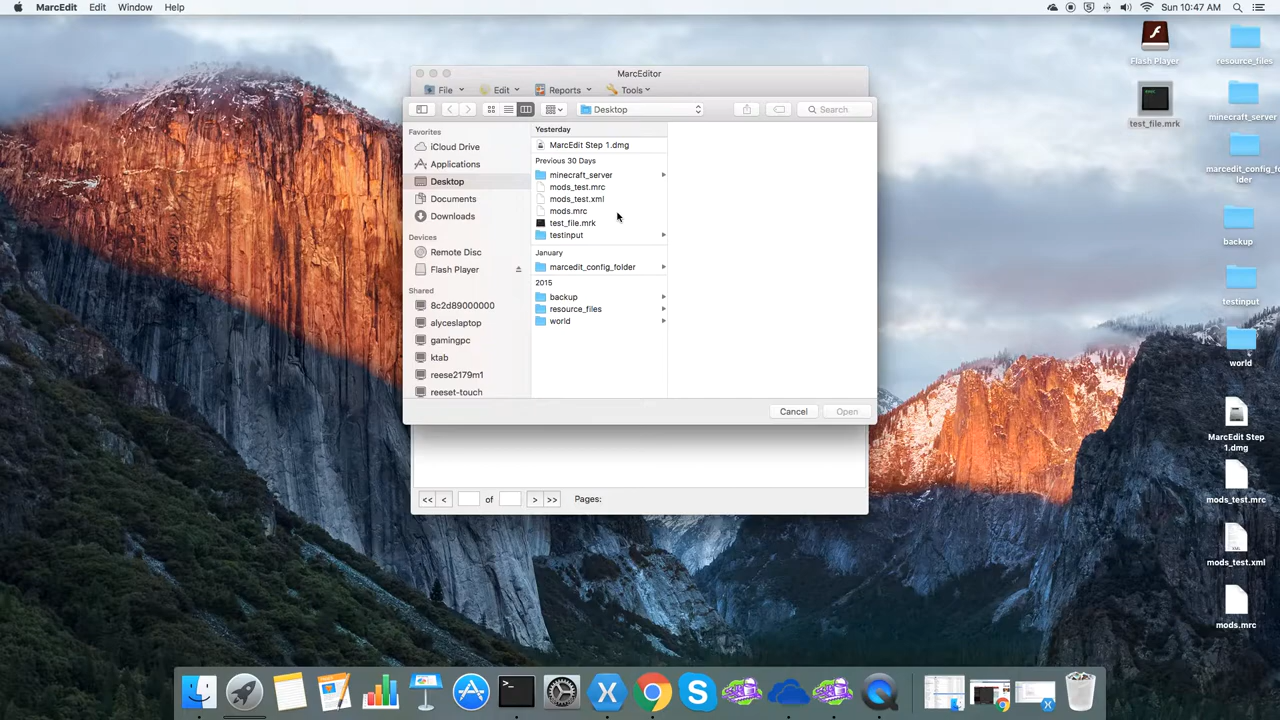 MarcEdit Edit Window Help
Sun 10:47 AM
MarcEditor
File Edit Reports Tools
Desktop
Search
Favorites
iCloud Drive
Applications
Desktop
Documents
Downloads
Devices
Remote Disc
Flash Player
Shared
8c2d89000000
alyceslaptop
gamingpc
ktab
reese2179m1
reeset-touch
Yesterday
MarcEdit Step 1.dmg
Previous 30 Days
minecraft_server
mods_test.mrc
mods_test.xml
mods.mrc
test_file.mrk
testinput
January
marcedit_config_folder
2015
backup
resource_files
world
Cancel Open
<< < of > >> Pages:
Flash Player
test_file.mrk
resource_files
minecraft_server
marcedit_config_fo
lder
backup
testinput
world
MarcEdit Step
1.dmg
mods_test.mrc
mods_test.xml
mods.mrc